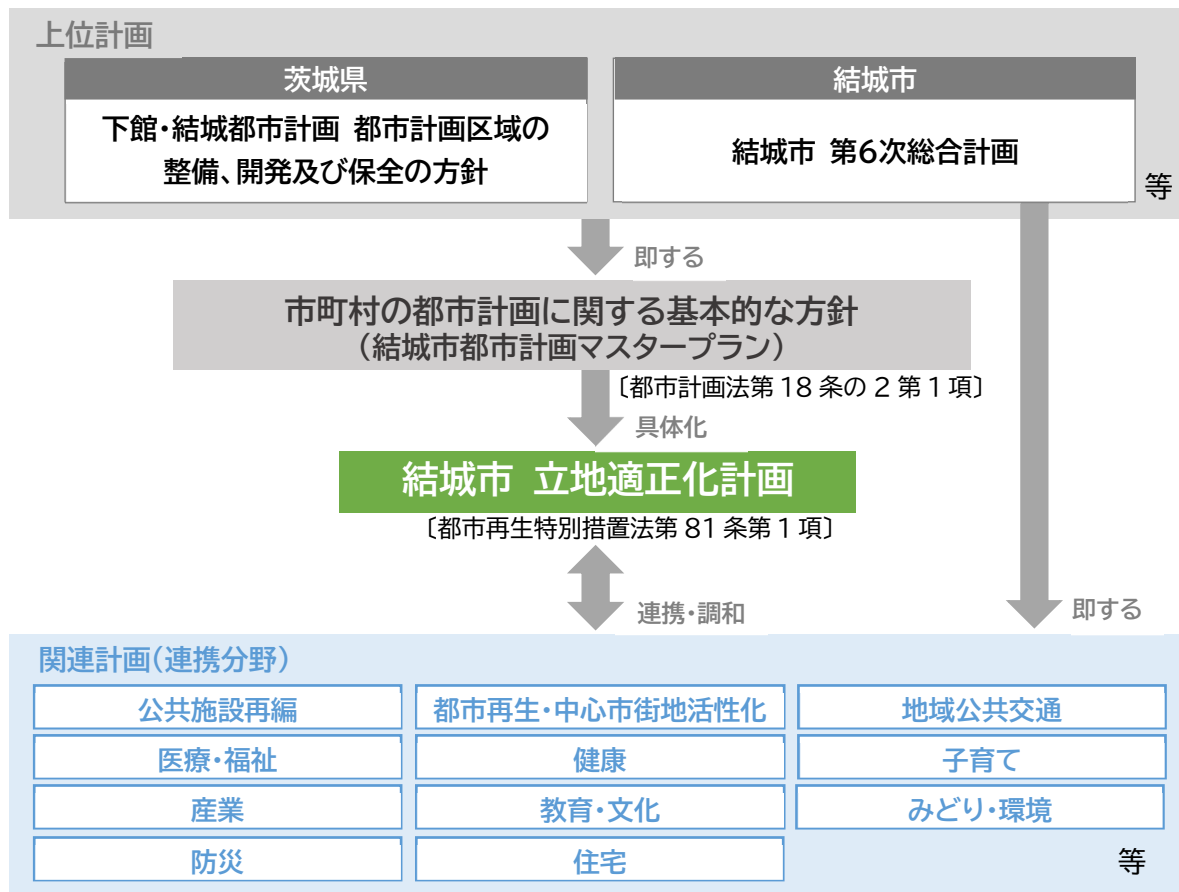 上位計画
茨城県
下館・結城都市計画 都市計画区域の
整備、開発及び保全の方針
結城市
結城市 第6次総合計画
等
即する
市町村の都市計画に関する基本的な方針
（結城市都市計画マスタープラン）
〔都市計画法第18条の2第1項〕
具体化
結城市 立地適正化計画
〔都市再生特別措置法第81条第1項〕
連携・調和
即する
関連計画（連携分野）
公共施設再編
都市再生・中心市街地活性化
地域公共交通
医療・福祉
健康
子育て
産業
教育・文化
みどり・環境
防災
住宅
等